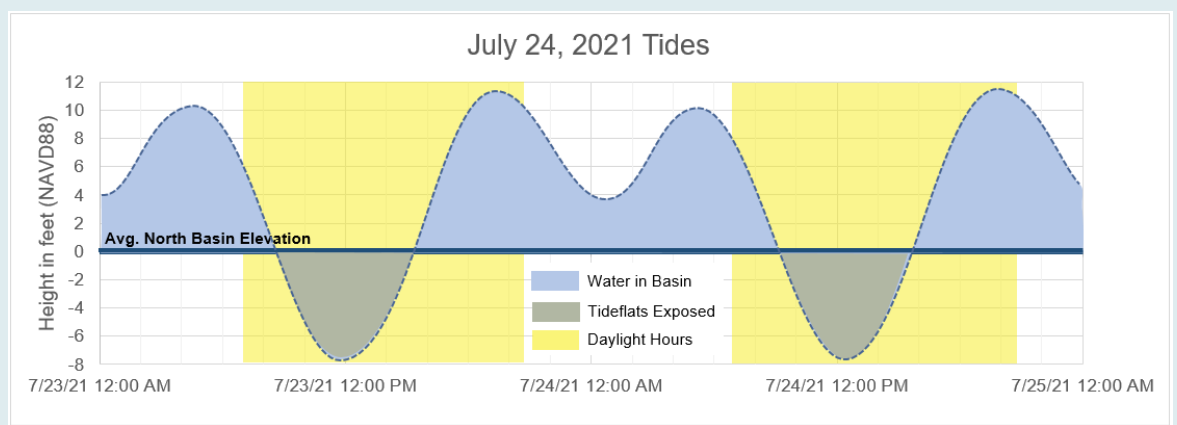 July 24, 2021 Tides
Height in feet (NAVD88)
12
10
8
6
4
2
0
-2
-4
-6
-8
Avg. North Basin Elevation
Water in Basin
Tideflats Exposed
Daylight Hours
7/23/21 12:00 AM
7/23/21 12:00 PM
7/24/21 12:00 AM
7/24/21 12:00 PM
7/25/21 12:00 AM